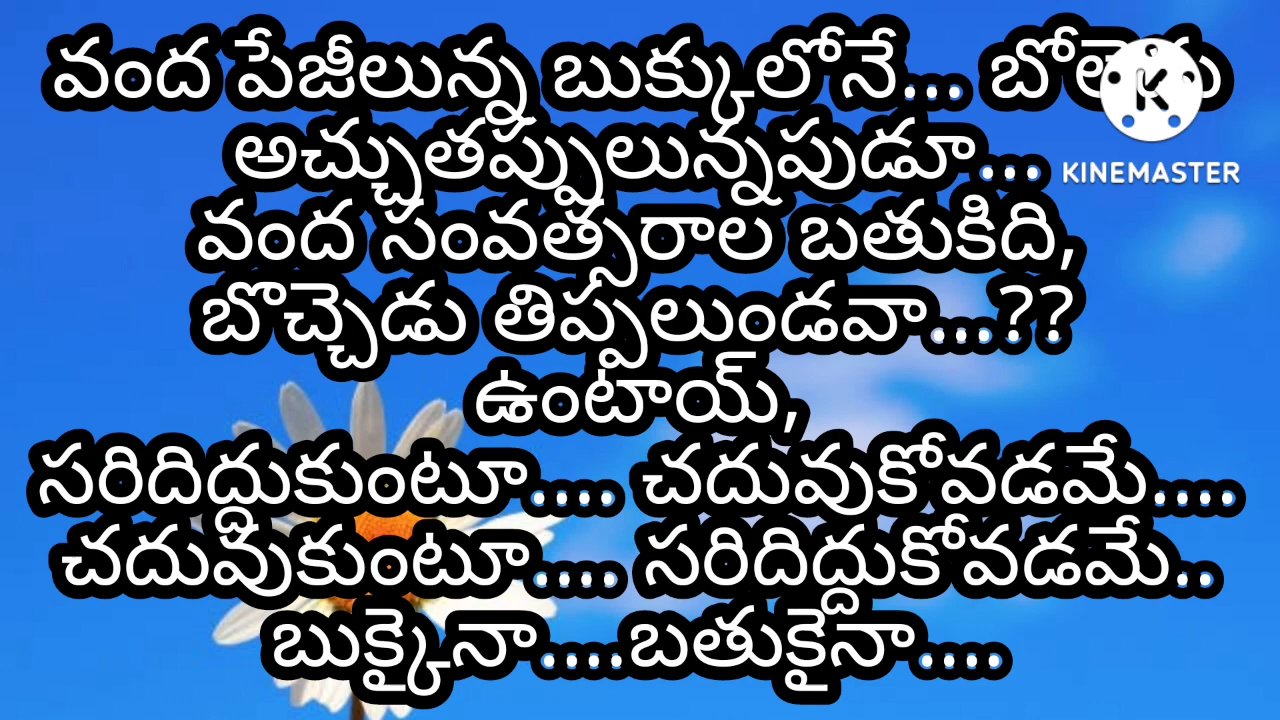 వంద పేజీలున్న బుక్కులోనే...
KINEMASTER
అచ్చుతప్పులున్నపుడూ...
వంద సంవత్సరాల బతుకిది,
బొచ్చెడు తిప్పలుండవా...??
ఉంటాయ్,
సరిదిద్దుకుంటూ.... చదువుకోవడమే....
చదువుకుంటూ.... సరిదిద్దుకోవడమే..
బుక్కైనా....బతుకైనా....